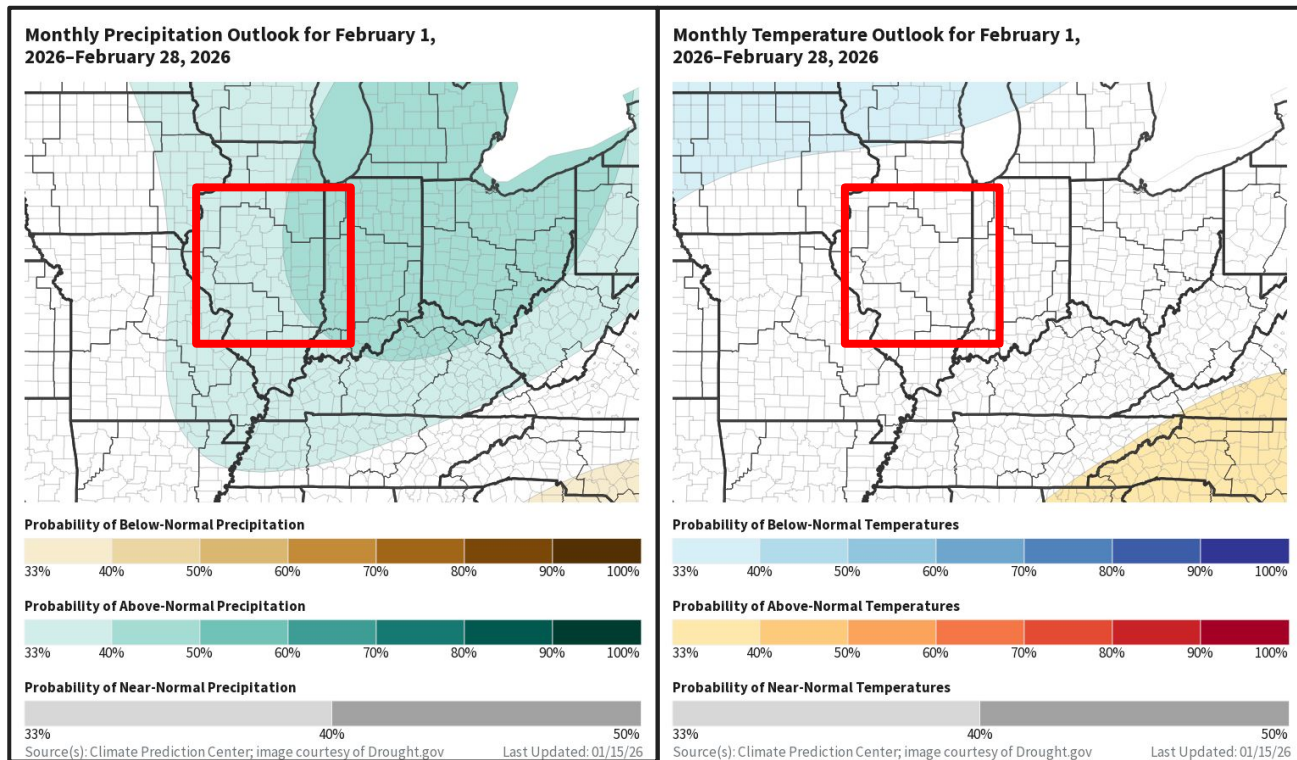 Monthly Precipitation Outlook for February 1,
2026–February 28, 2026
Probability of Below-Normal Precipitation
33% 40% 50% 60% 70% 80% 90% 100%
Probability of Above-Normal Precipitation
33% 40% 50% 60% 70% 80% 90% 100%
Probability of Near-Normal Precipitation
33% 40% 50%
Source(s): Climate Prediction Center; image courtesy of Drought.gov Last Updated: 01/15/26
Monthly Temperature Outlook for February 1,
2026–February 28, 2026
Probability of Below-Normal Temperatures
33% 40% 50% 60% 70% 80% 90% 100%
Probability of Above-Normal Temperatures
33% 40% 50% 60% 70% 80% 90% 100%
Probability of Near-Normal Temperatures
33% 40% 50%
Source(s): Climate Prediction Center; image courtesy of Drought.gov Last Updated: 01/15/26